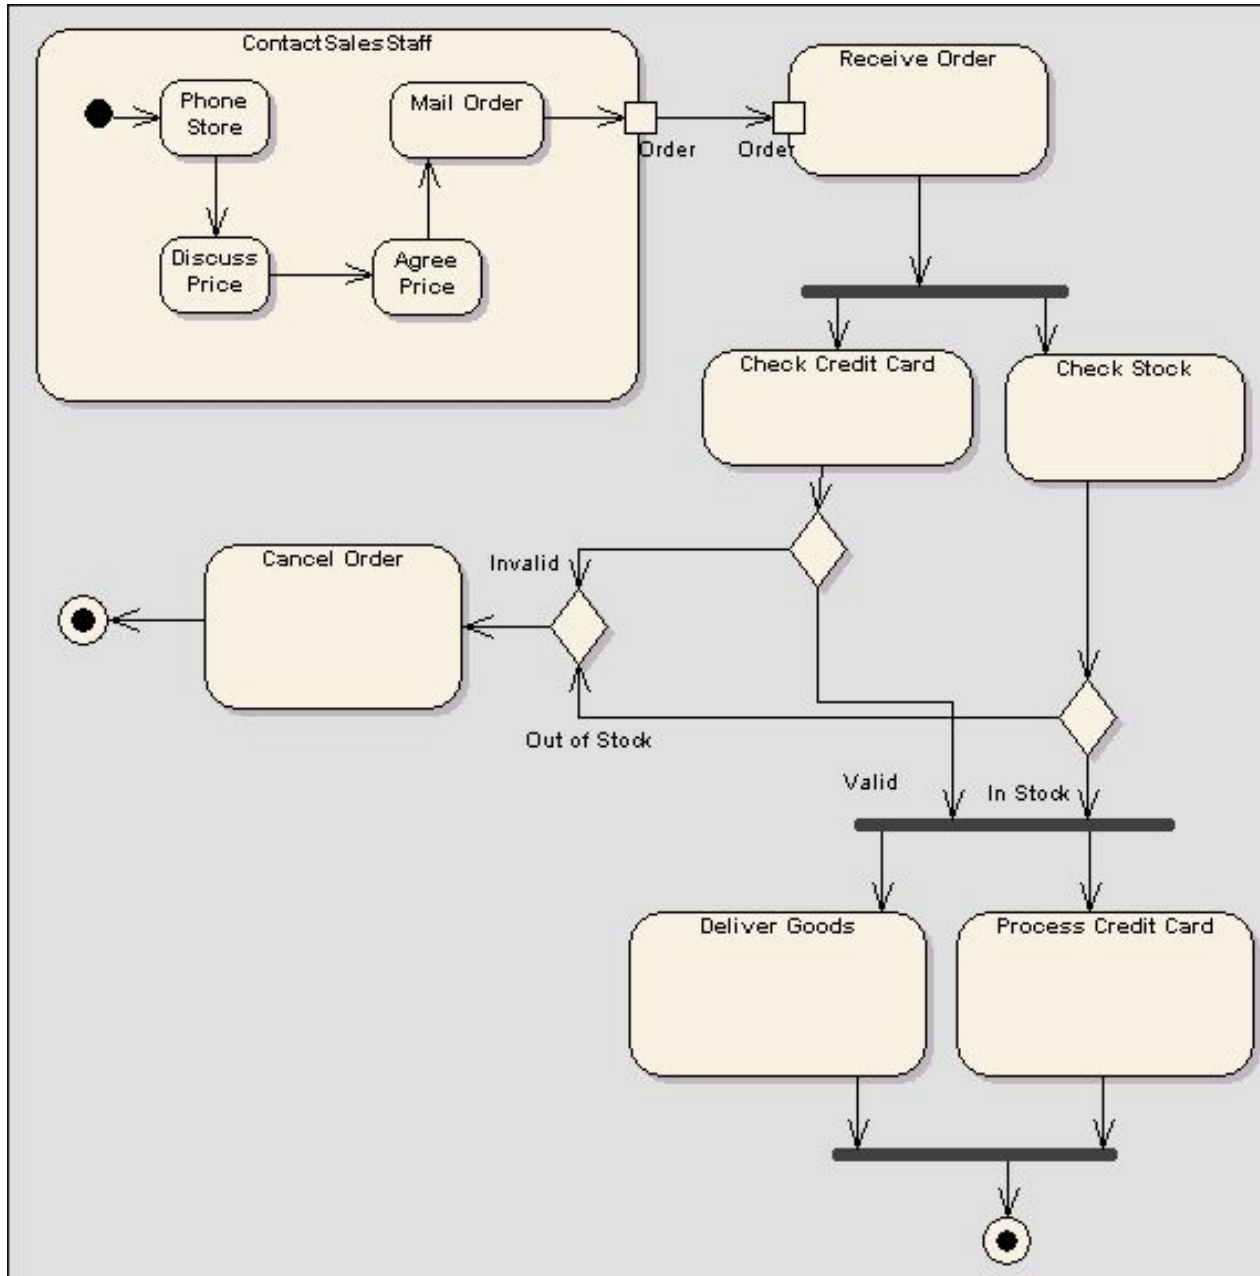 ContactSalesStaff
Phone
Store
Mail Order
Discuss
Price
Agree
Price
Order
Order
Receive Order
Check Credit Card
Check Stock
Cancel Order
Invalid
Out of Stock
Valid
In Stock
Deliver Goods
Process Credit Card